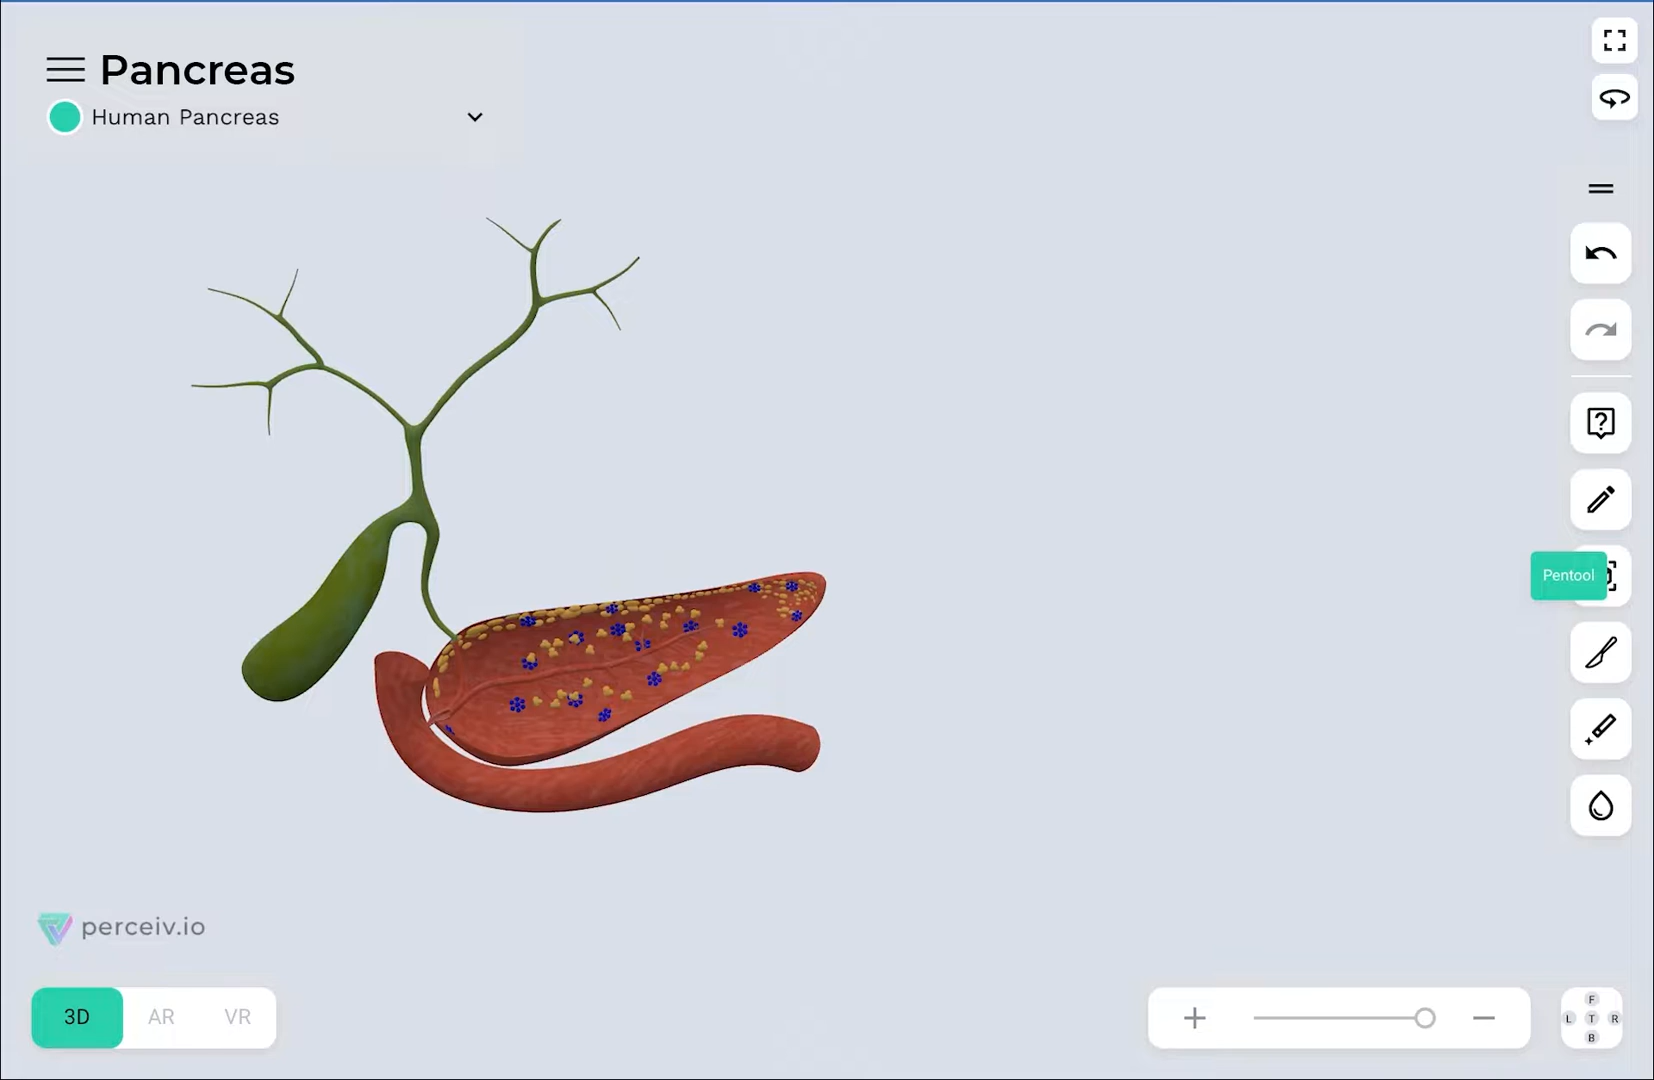 Pancreas
Human Pancreas
Pentool
perceiv.io
3D AR VR
F
L T R
B